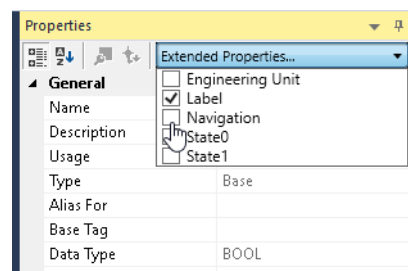 Properties
Extended Properties...
Engineering Unit
General
Label
Name
Navigation
Description
State0
Usage
State1
Type Base
Alias For
Base Tag
Data Type BOOL